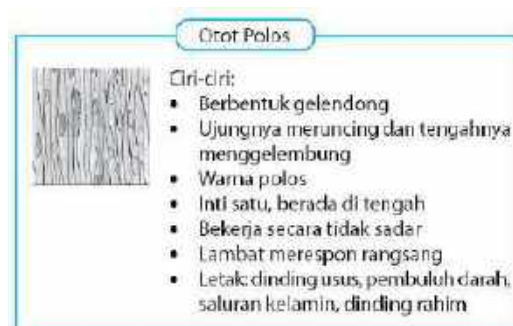 Otot Polos
Ciri-ciri:
• Berbentuk gelendong
• Ujungnya meruncing dan tengahnya
menggelembung
• Warna polos
• Inti satu, berada di tengah
• Bekerja secara tidak sadar
• Lambat merespon rangsang
• Letak: dinding usus, pembuluh darah,
saluran kelamin, dinding rahim